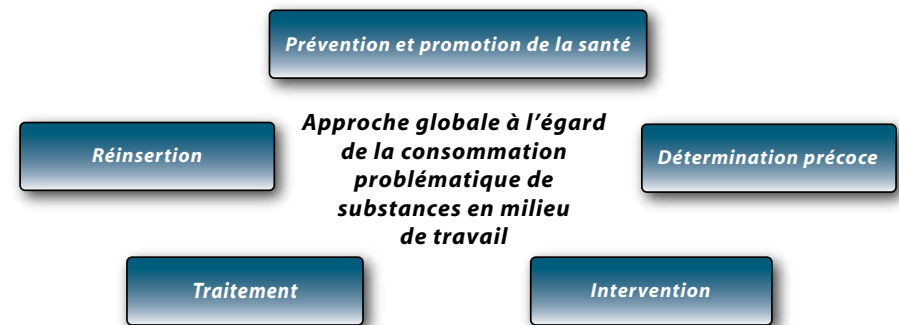 Prévention et promotion de la santé
Approche globale à l’égard
de la consommation
problématique de
substances en milieu
de travail
Réinsertion
Détermination précoce
Traitement
Intervention